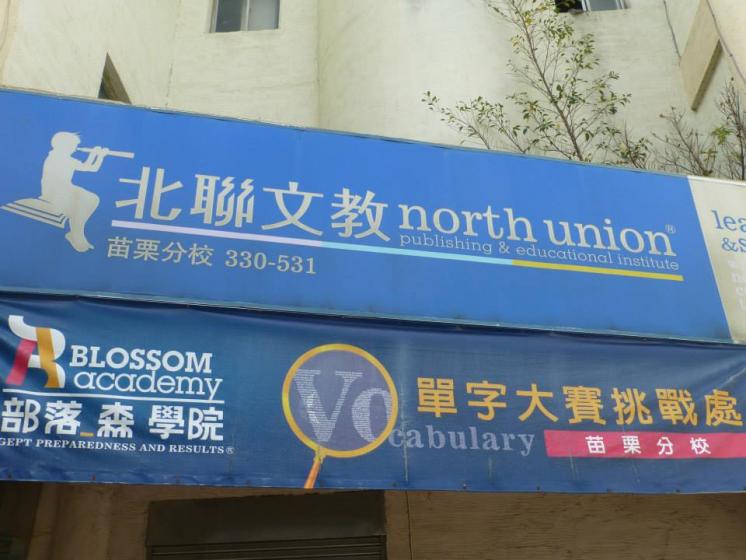 北聯文教 north union®
publishing & educational institute
苗栗分校 330-531
BLOSSOM
academy
部落_森 學院
GEPT PREPAREDNESS AND RESULTS®
Vocabulary
單字大賽挑戰處
苗栗分校